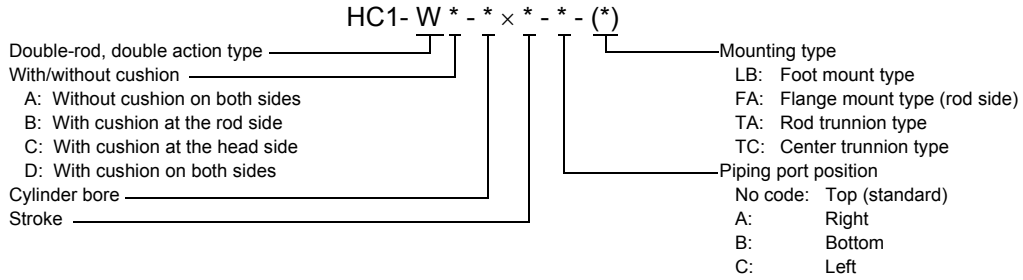 HC1- W * - * × * - * - (*)
Double-rod, double action type
With/without cushion
A: Without cushion on both sides
B: With cushion at the rod side
C: With cushion at the head side
D: With cushion on both sides
Cylinder bore
Stroke
Mounting type
LB: Foot mount type
FA: Flange mount type (rod side)
TA: Rod trunnion type
TC: Center trunnion type
Piping port position
No code: Top (standard)
A: Right
B: Bottom
C: Left